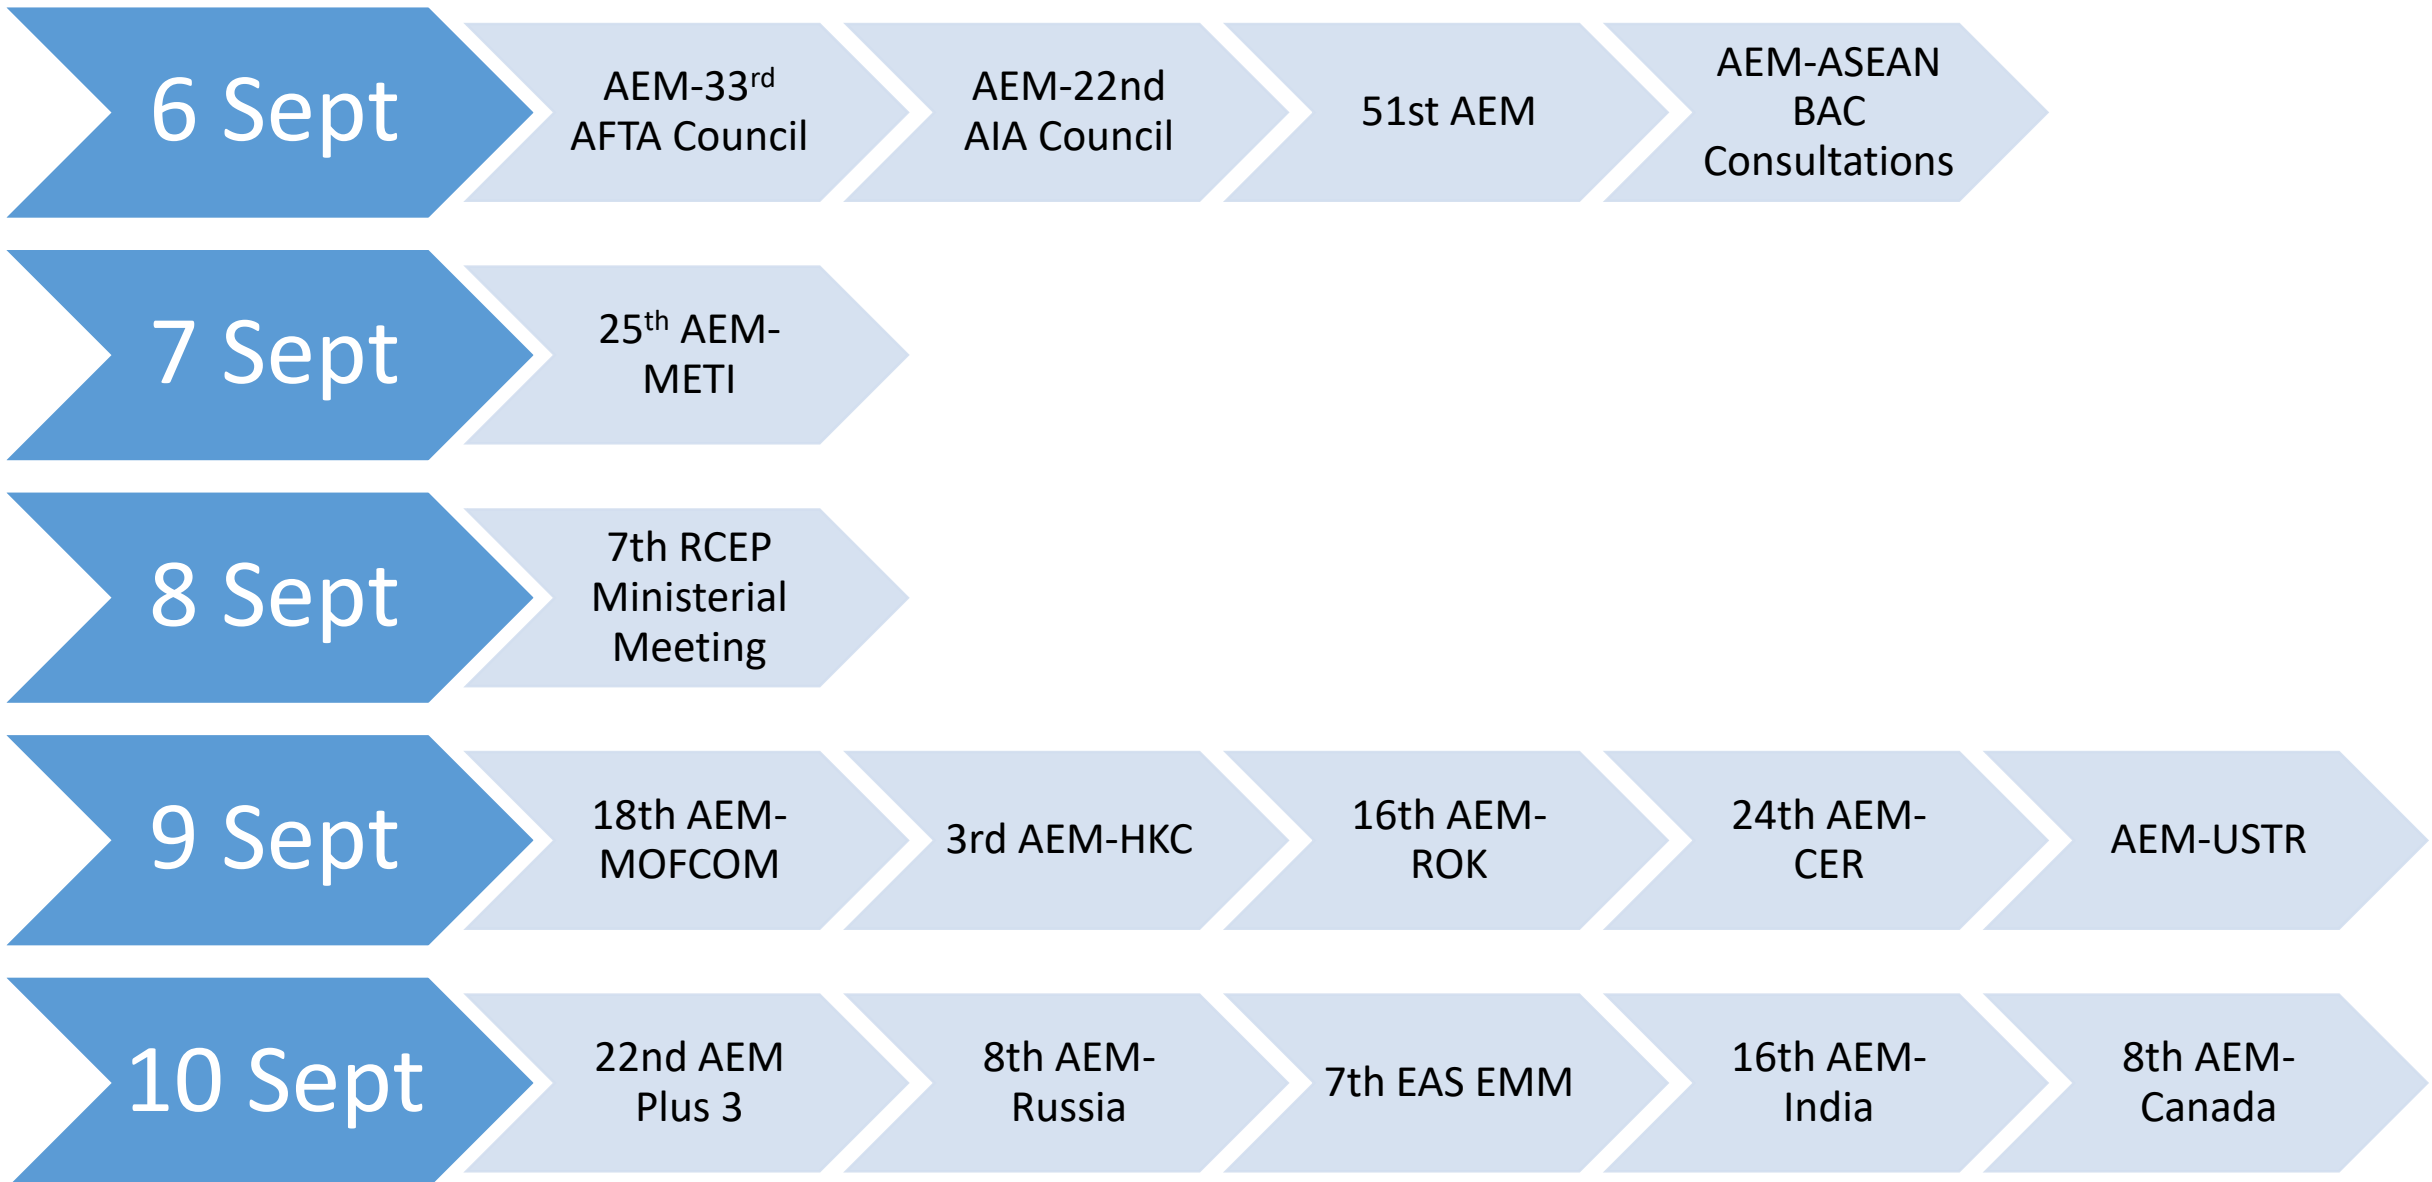 6 Sept
AEM-33rd
AFTA Council
AEM-22nd
AIA Council
51st AEM
AEM-ASEAN
BAC
Consultations
7 Sept
25th AEM-
METI
8 Sept
7th RCEP
Ministerial
Meeting
9 Sept
18th AEM-
MOFCOM
3rd AEM-HKC
16th AEM-
ROK
24th AEM-
CER
AEM-USTR
10 Sept
22nd AEM
Plus 3
8th AEM-
Russia
7th EAS EMM
16th AEM-
India
8th AEM-
Canada